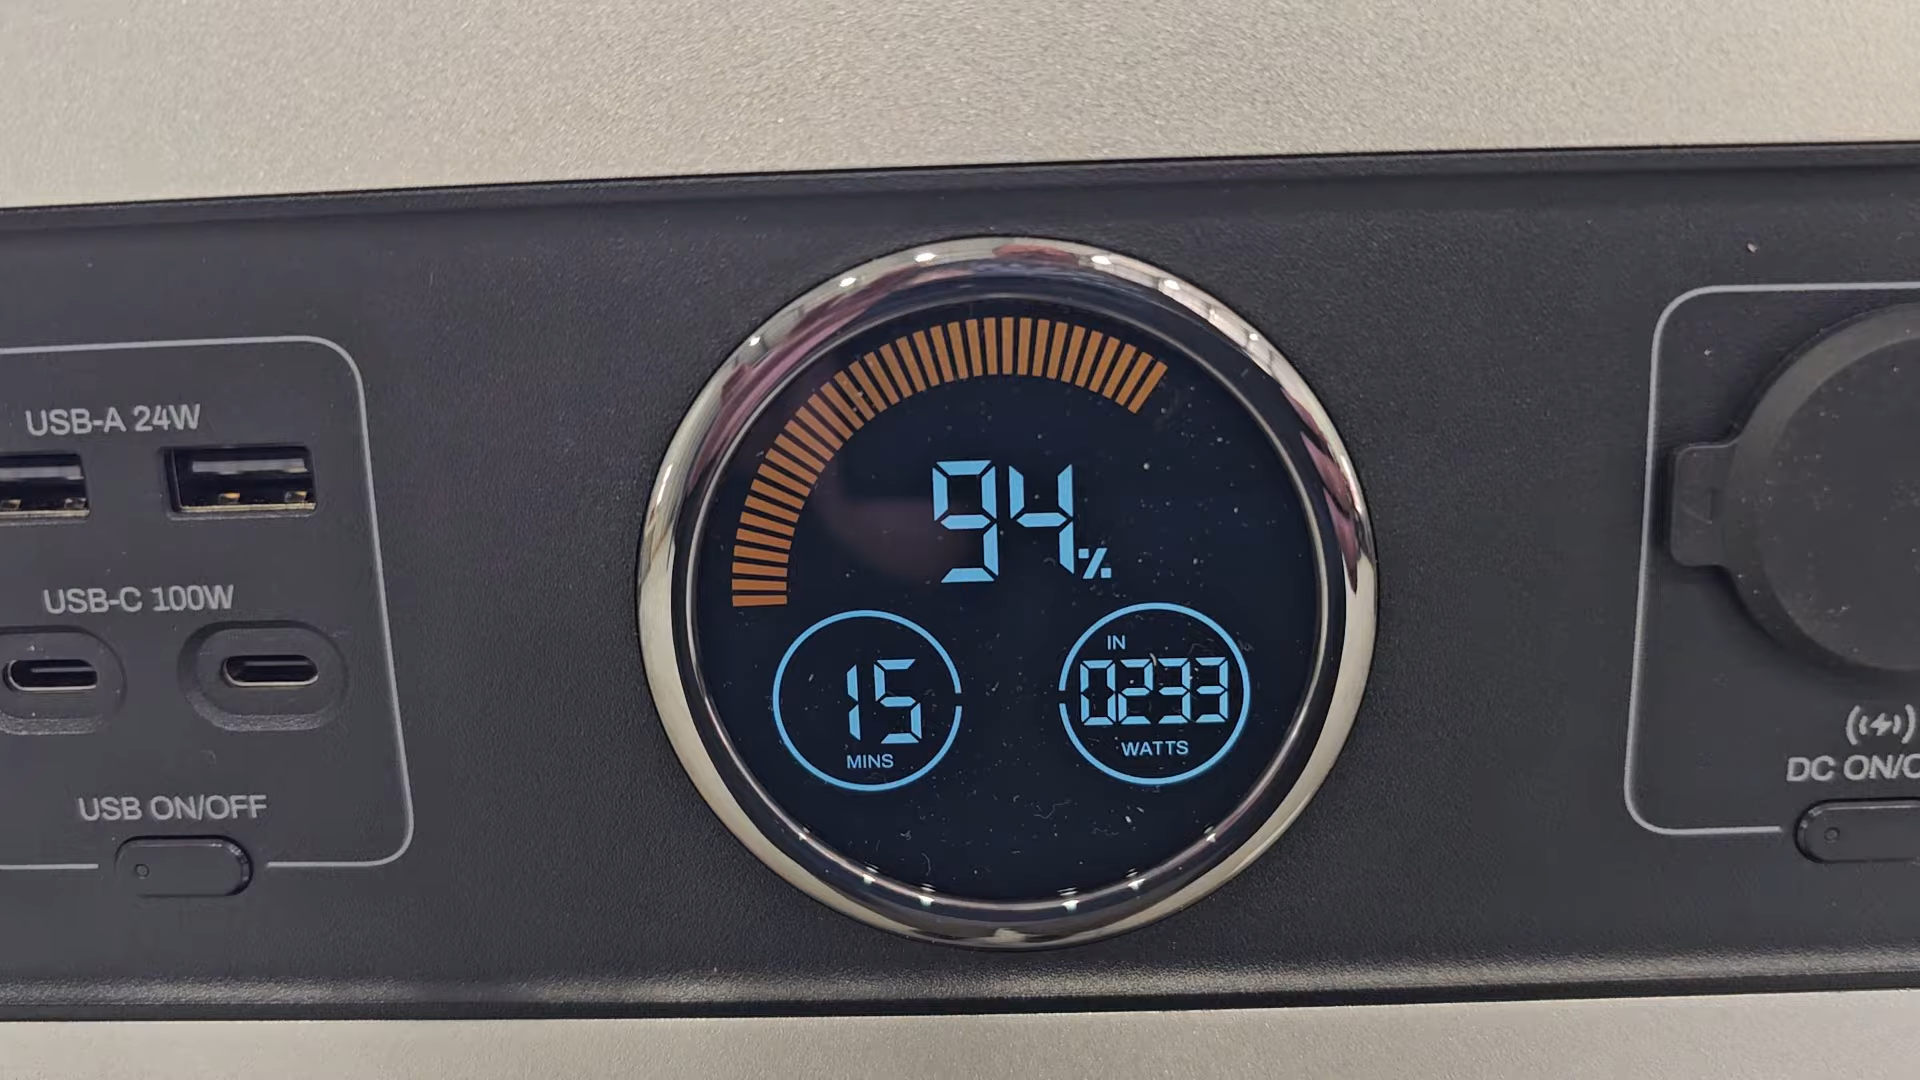 USB-A 24W
USB-C 100W
USB ON/OFF
94%
15
MINS
IN
0233
WATTS
DC ON/O